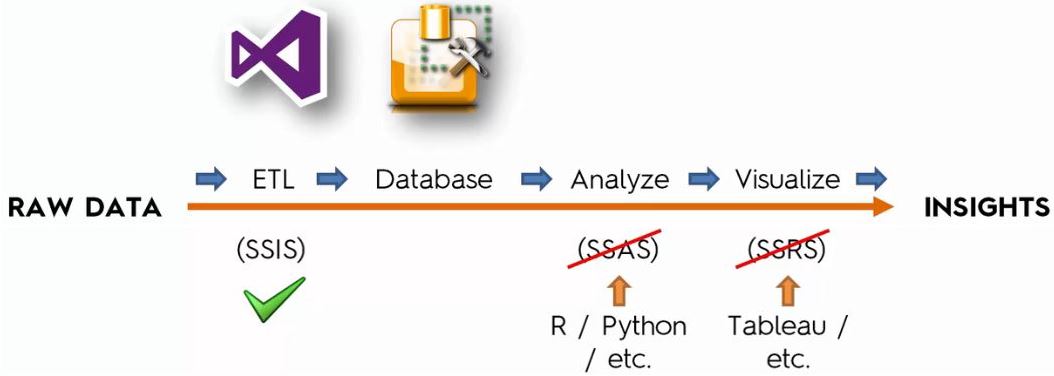 ETL Database Analyze Visualize
RAW DATA INSIGHTS
(SSIS) (SSAS) (SSRS)
R / Python Tableau /
/ etc. etc.